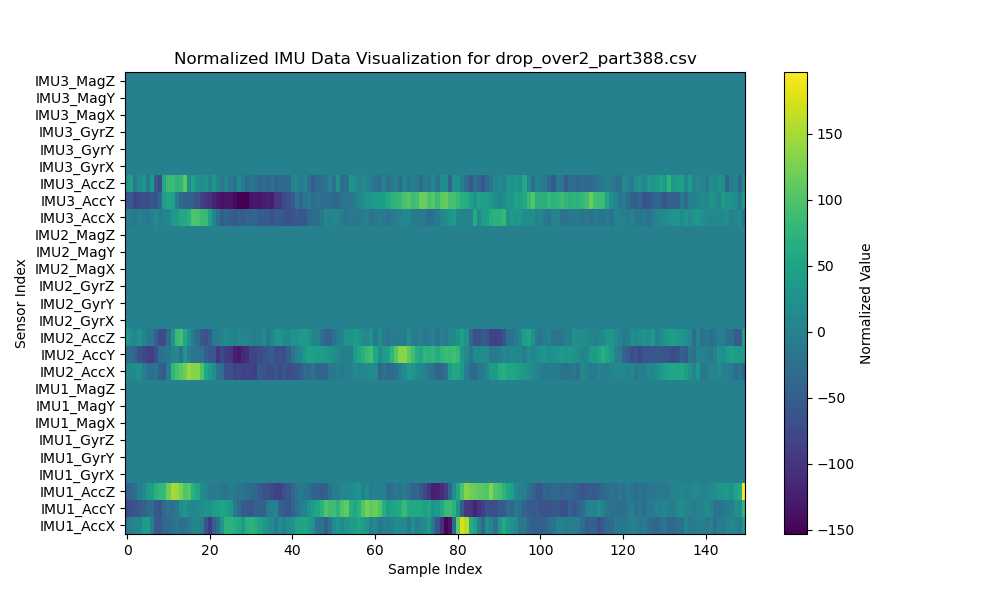 Normalized IMU Data Visualization for drop_over2_part388.csv
IMU3_MagZ
IMU3_MagY
IMU3_MagX
IMU3_GyrZ
IMU3_GyrY
IMU3_GyrX
IMU3_AccZ
IMU3_AccY
IMU3_AccX
IMU2_MagZ
IMU2_MagY
IMU2_MagX
IMU2_GyrZ
IMU2_GyrY
IMU2_GyrX
IMU2_AccZ
IMU2_AccY
IMU2_AccX
IMU1_MagZ
IMU1_MagY
IMU1_MagX
IMU1_GyrZ
IMU1_GyrY
IMU1_GyrX
IMU1_AccZ
IMU1_AccY
IMU1_AccX
Sensor Index
0 20 40 60 80 100 120 140
Sample Index
150
100
50
0
−50
−100
−150
Normalized Value